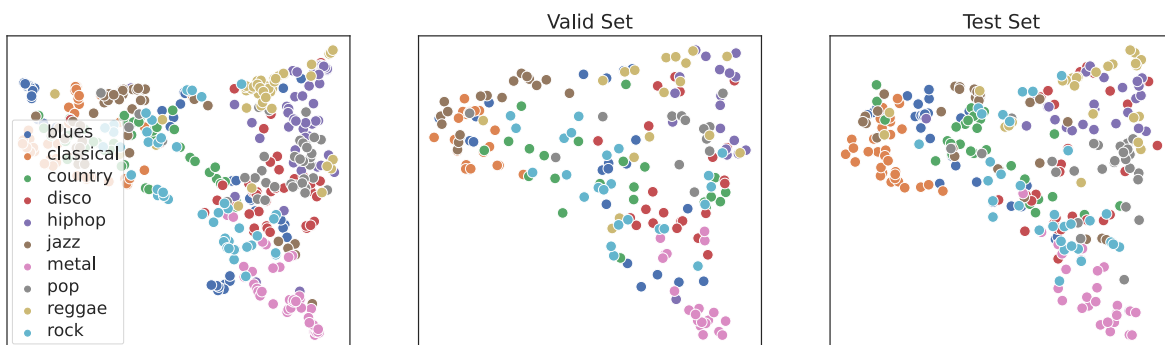 Valid Set
Test Set
blues
classical
country
disco
hiphop
jazz
metal
pop
reggae
rock